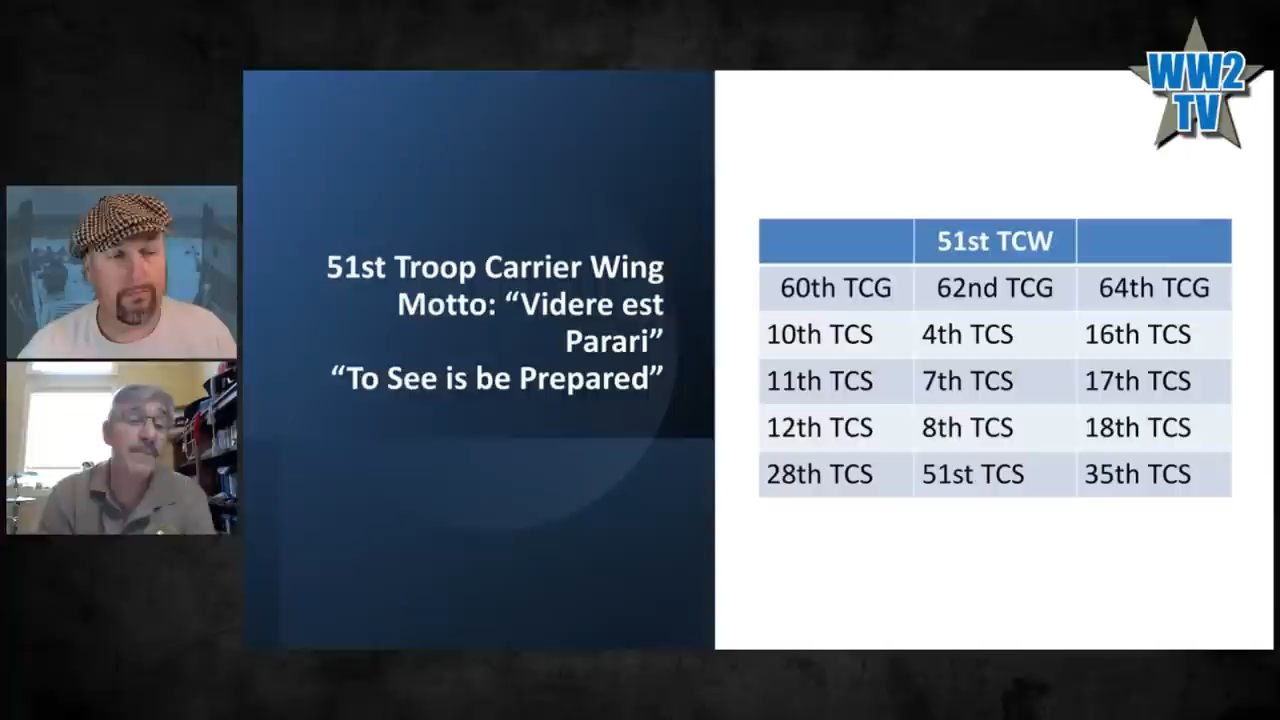 WW2
TV
51st Troop Carrier Wing
Motto: “Videre est
Parari”
“To See is be Prepared”
51st TCW
60th TCG 62nd TCG 64th TCG
10th TCS 4th TCS 16th TCS
11th TCS 7th TCS 17th TCS
12th TCS 8th TCS 18th TCS
28th TCS 51st TCS 35th TCS